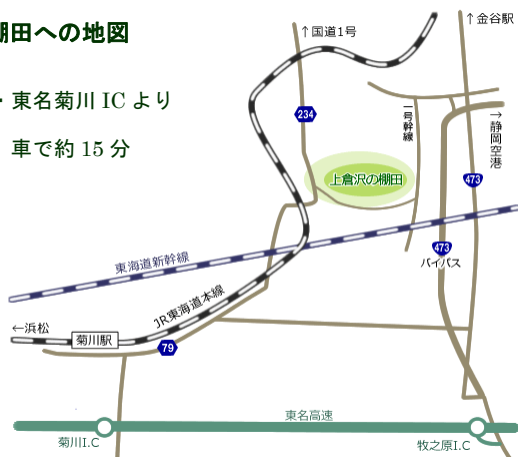 棚田への地図
・東名菊川 IC より
車で約 15 分
↑国道1号
↑金谷駅
234
一号幹線
→静岡空港
上倉沢の棚田
473
473
バイパス
東海道新幹線
JR東海道本線
←浜松
菊川駅
79
東名高速
菊川I.C
牧之原I.C